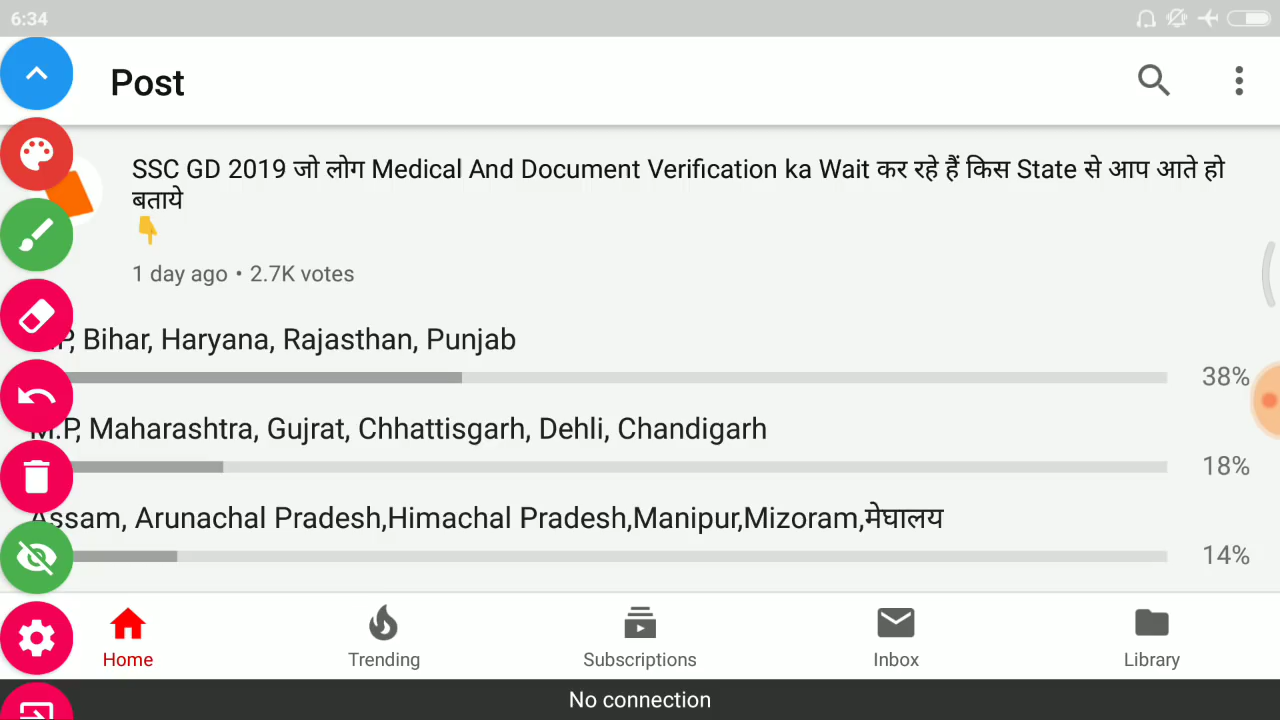 6:34
Post
SSC GD 2019 जो लोग Medical And Document Verification ka Wait कर रहे हैं किस State से आप आते हो
बताये
👇
1 day ago • 2.7K votes
Bihar, Haryana, Rajasthan, Punjab
38%
M.P, Maharashtra, Gujrat, Chhattisgarh, Dehli, Chandigarh
18%
Assam, Arunachal Pradesh,Himachal Pradesh,Manipur,Mizoram,मेघालय
14%
Home
Trending
Subscriptions
Inbox
Library
No connection